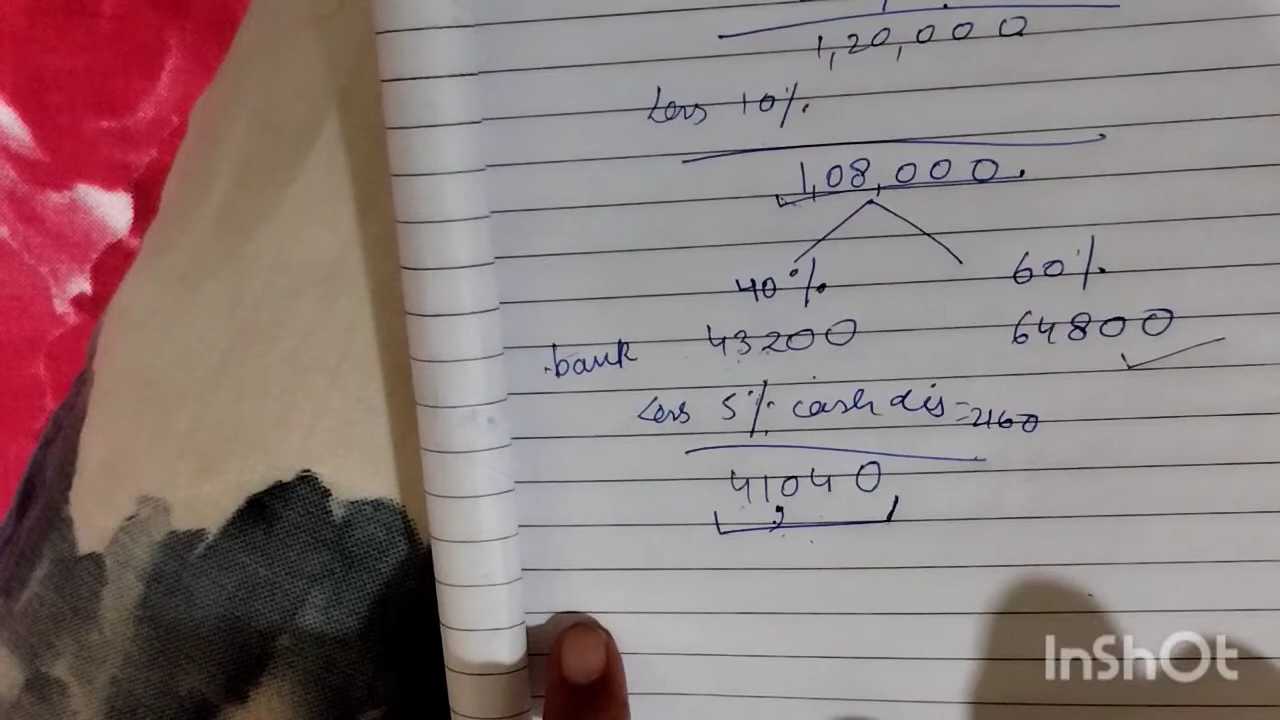 1,20,000
Less 10%.
1,08,000.
40%. 60%.
bank 43200 64800
Less 5%. cash dis = 2160
41040
InShOt